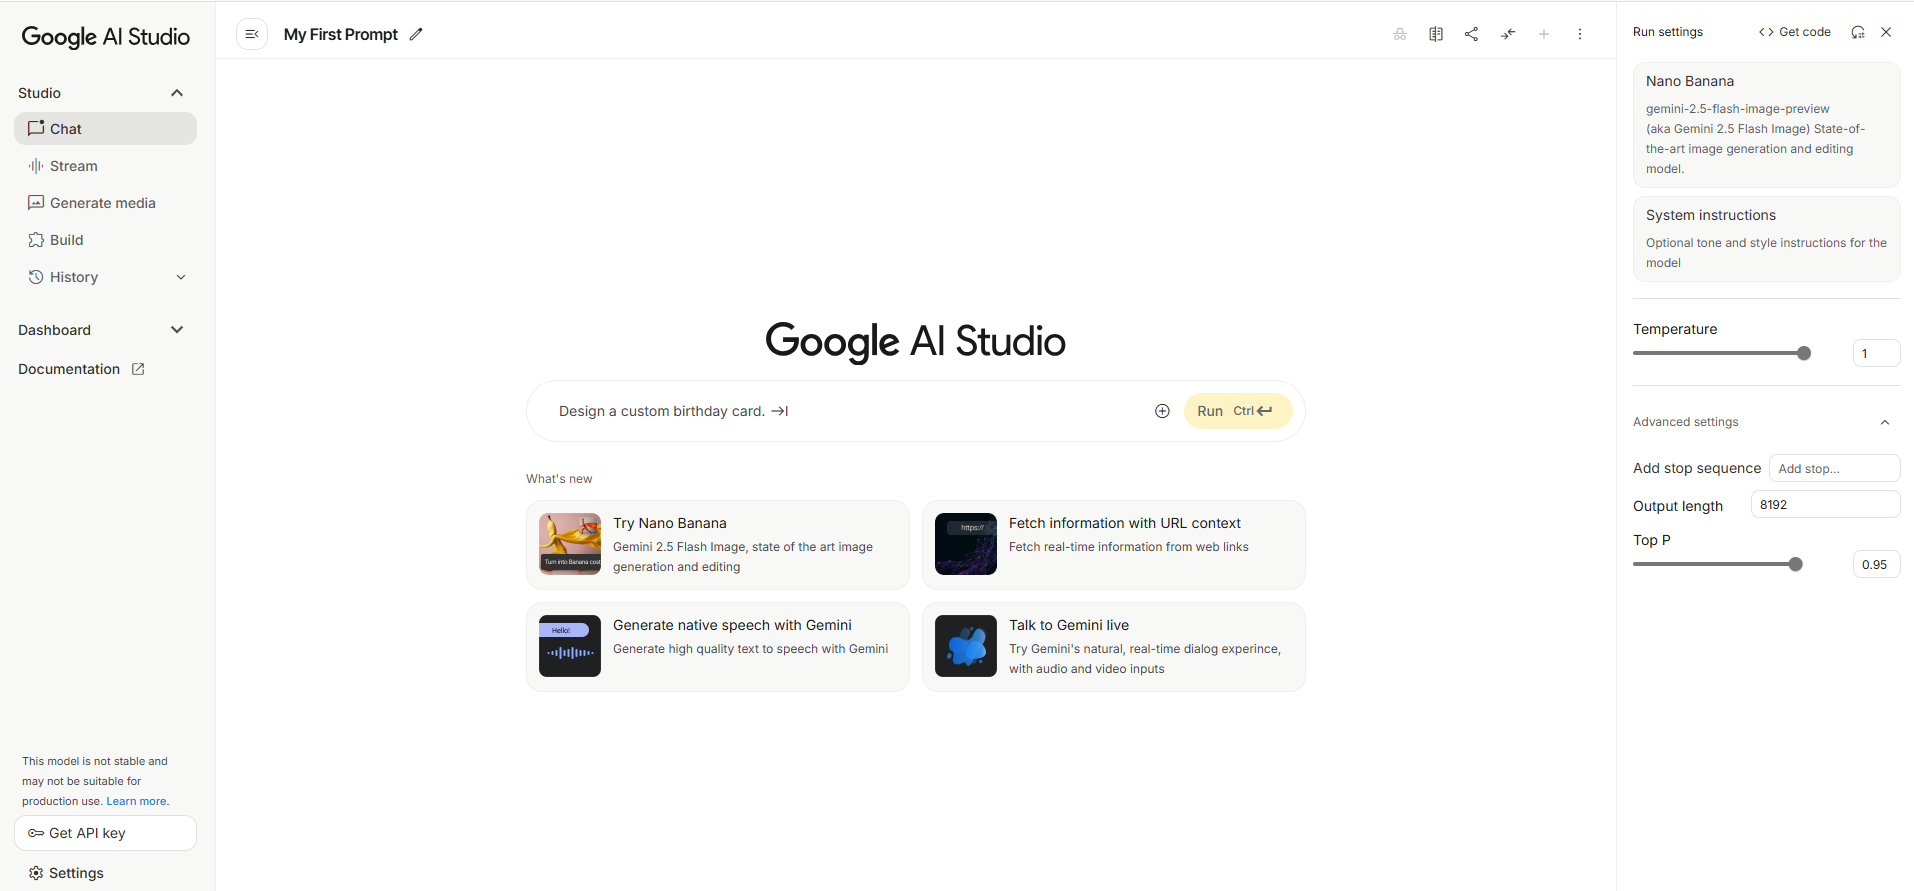 Google AI Studio
Studio
Chat
Stream
Generate media
Build
History
Dashboard
Documentation
This model is not stable and
may not be suitable for
production use. Learn more.
Get API key
Settings
My First Prompt
Google AI Studio
Design a custom birthday card.
Run Ctrl
What's new
Turn into Banana cost
Try Nano Banana
Gemini 2.5 Flash Image, state of the art image
generation and editing
https://
Fetch information with URL context
Fetch real-time information from web links
Hello!
Generate native speech with Gemini
Generate high quality text to speech with Gemini
Talk to Gemini live
Try Gemini's natural, real-time dialog experince,
with audio and video inputs
Run settings
<> Get code
Nano Banana
gemini-2.5-flash-image-preview
(aka Gemini 2.5 Flash Image) State-of-
the-art image generation and editing
model.
System instructions
Optional tone and style instructions for the
model
Temperature
1
Advanced settings
Add stop sequence Add stop...
Output length 8192
Top P
0.95